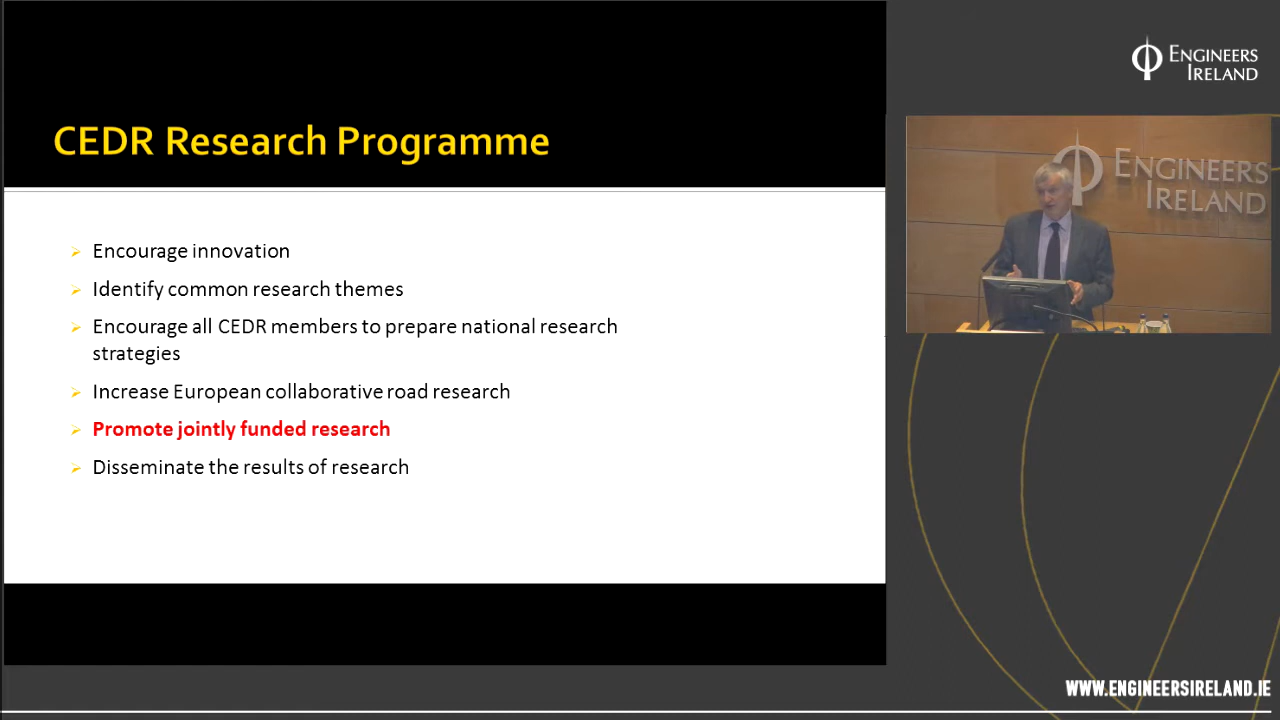 CEDR Research Programme
Encourage innovation
Identify common research themes
Encourage all CEDR members to prepare national research
strategies
Increase European collaborative road research
Promote jointly funded research
Disseminate the results of research
ENGINEERS
IRELAND
ENGINEERS
IRELAND
WWW.ENGINEERSIRELAND.IE